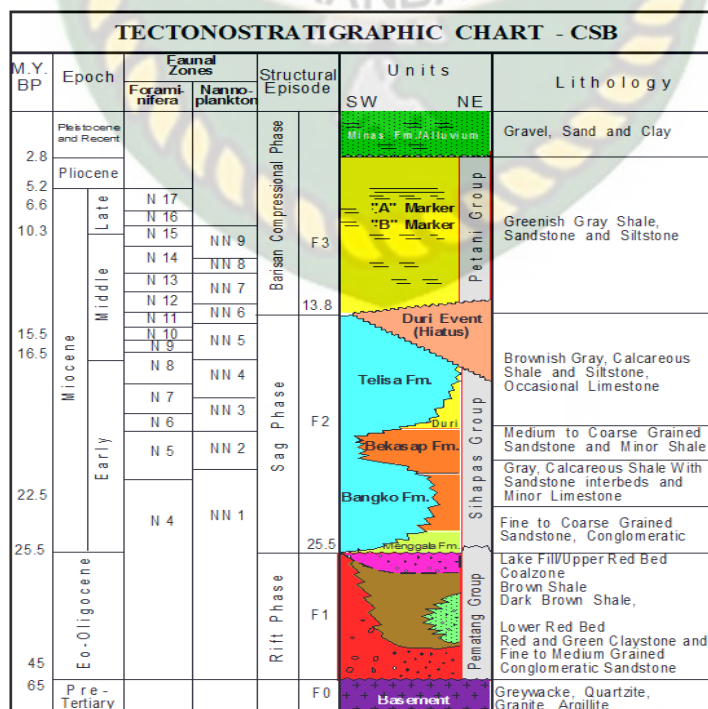 TECTONOSTRATIGRAPHIC CHART - CSB
M.Y. BP
Epoch
Faunal Zones
Forami-nifera
Nanno-plankton
Structural Episode
Units
SW NE
Lithology
Pleistocene and Recent
2.8
Pliocene
5.2
6.6
10.3
15.5
16.5
22.5
25.5
45
65
Miocene
Late
Middle
Early
Eo-Oligocene
Pre-Tertiary
N 17
N 16
N 15
N 14
N 13
N 12
N 11
N 10
N 9
N 8
N 7
N 6
N 5
N 4
NN 9
NN 8
NN 7
NN 6
NN 5
NN 4
NN 3
NN 2
NN 1
Barisan Compressional Phase
F3
13.8
Sag Phase
F2
25.5
Rift Phase
F1
F0
Minas Fm./Alluvium
"A" Marker
"B" Marker
Petani Group
Duri Event
(Hiatus)
Telisa Fm.
Duri
Bekasap Fm.
Bangko Fm.
Menggala Fm.
Sihapas Group
Pematang Group
Basement
Gravel, Sand and Clay
Greenish Gray Shale,
Sandstone and Siltstone
Brownish Gray, Calcareous
Shale and Siltstone,
Occasional Limestone
Medium to Coarse Grained
Sandstone and Minor Shale
Gray, Calcareous Shale With
Sandstone interbeds and
Minor Limestone
Fine to Coarse Grained
Sandstone, Conglomeratic
Lake Fill/Upper Red Bed
Coalzone
Brown Shale
Dark Brown Shale,
Lower Red Bed
Red and Green Claystone and
Fine to Medium Grained
Conglomeratic Sandstone
Greywacke, Quartzite,
Granite, Argillite